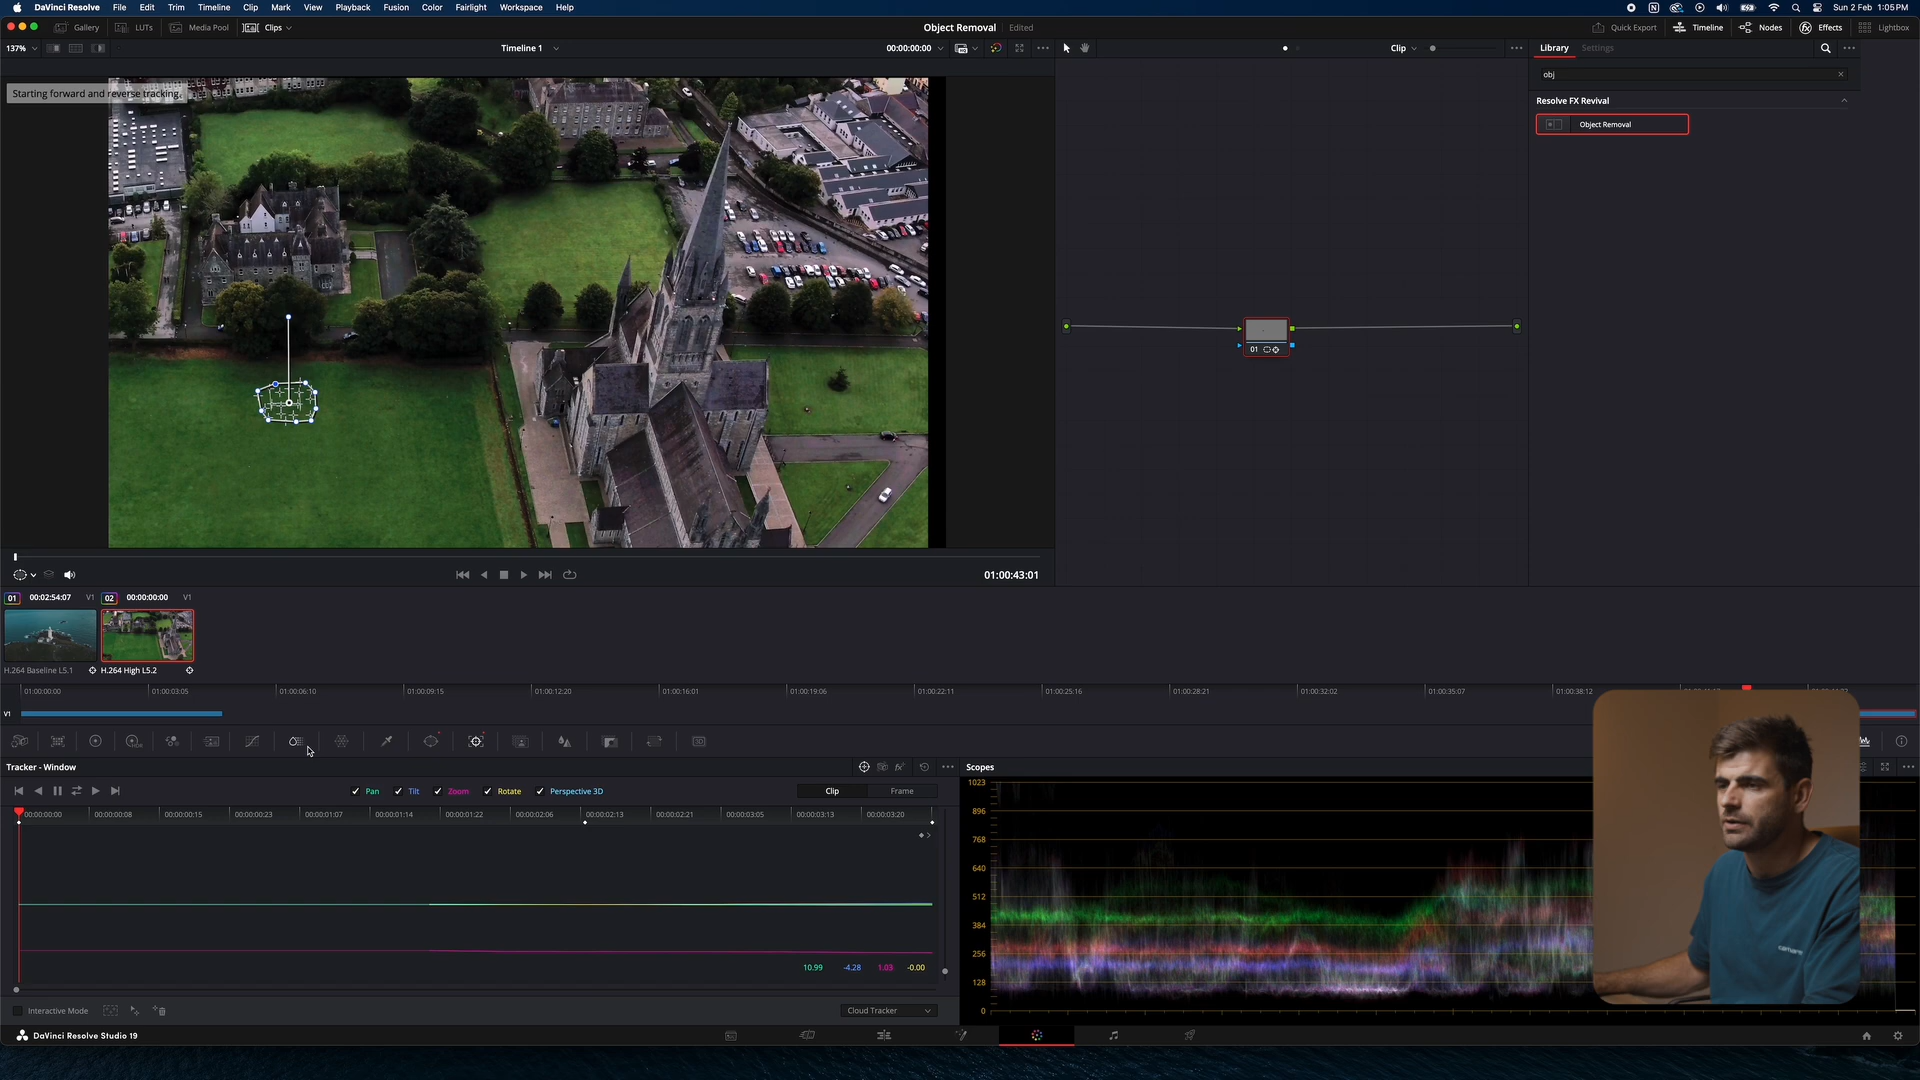 DaVinci Resolve File Edit Trim Timeline Clip Mark View Playback Fusion Color Fairlight Workspace Help Sun 2 Feb 1:05 PM
Gallery LUTs Media Pool Clips Object Removal Edited Quick Export Timeline Nodes Effects Lightbox
137% Timeline 1 00:00:00:00 Clip Library Settings
obj
Starting forward and reverse tracking.
Resolve FX Revival
Object Removal
01
01:00:43:01
01 00:02:54:07 V1 02 00:00:00:00 V1
H.264 Baseline L5.1 H.264 High L5.2
01:00:00:00 01:00:03:05 01:00:06:10 01:00:09:15 01:00:12:20 01:00:16:01 01:00:19:06 01:00:22:11 01:00:25:16 01:00:28:21 01:00:32:02 01:00:35:07 01:00:38:12
V1
Tracker - Window Scopes
Pan Tilt Zoom Rotate Perspective 3D Clip Frame
00:00:00:00 00:00:00:08 00:00:00:15 00:00:00:23 00:00:01:07 00:00:01:14 00:00:01:22 00:00:02:06 00:00:02:13 00:00:02:21 00:00:03:05 00:00:03:13 00:00:03:20
10.99 -4.28 1.03 -0.00
1023
896
768
640
512
384
256
128
0
Interactive Mode Cloud Tracker
DaVinci Resolve Studio 19